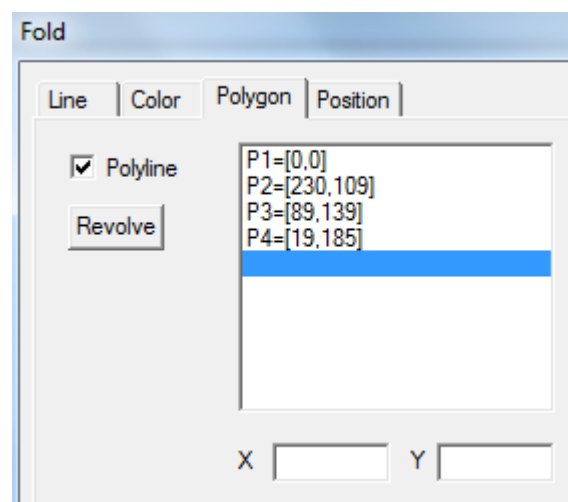 Fold
Line Color Polygon Position
Polyline
Revolve
P1=[0,0]
P2=[230,109]
P3=[89,139]
P4=[19,185]
X Y